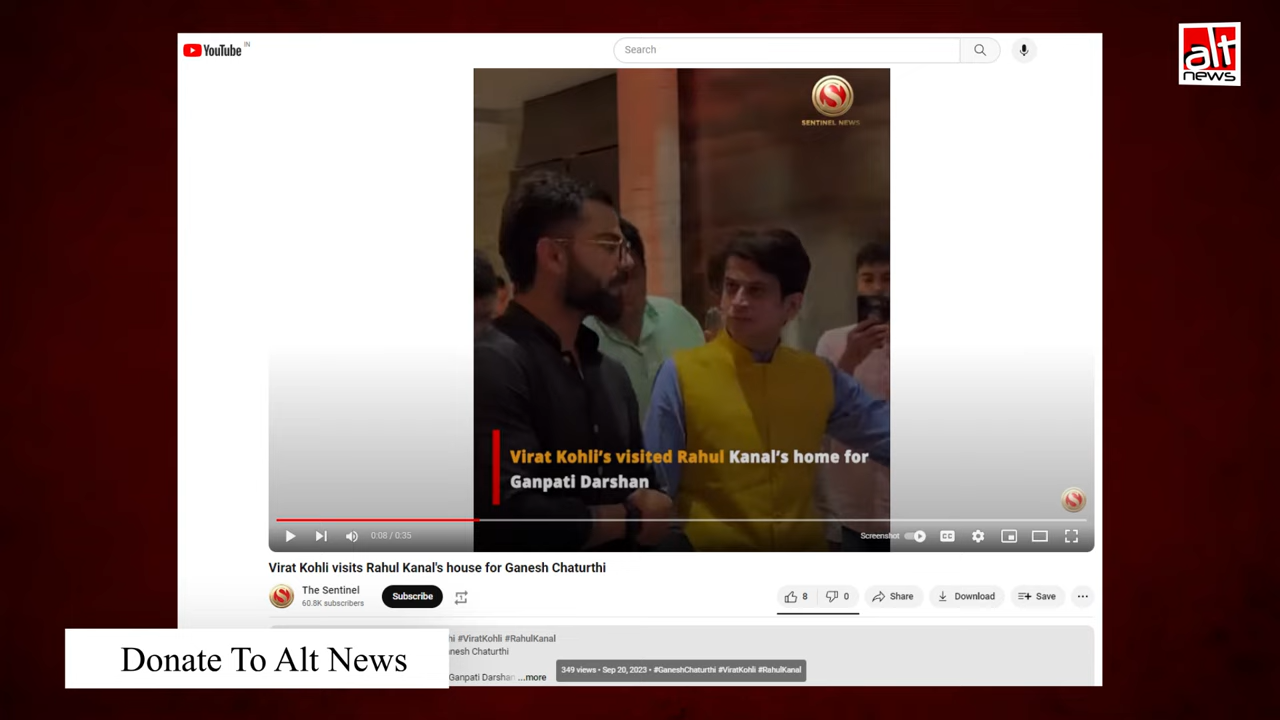 YouTube IN
Search
alt
news
SENTINEL NEWS
Virat Kohli's visited Rahul Kanal's home for
Ganpati Darshan
0:08 / 0:35
Screenshot
CC
Virat Kohli visits Rahul Kanal's house for Ganesh Chaturthi
The Sentinel
60.8K subscribers
Subscribe
8
0
Share
Download
Save
hi #ViratKohli #RahulKanal
nesh Chaturthi
Ganpati Darshan ...more
349 views • Sep 20, 2023 • #GaneshChaturthi #ViratKohli #RahulKanal
Donate To Alt News